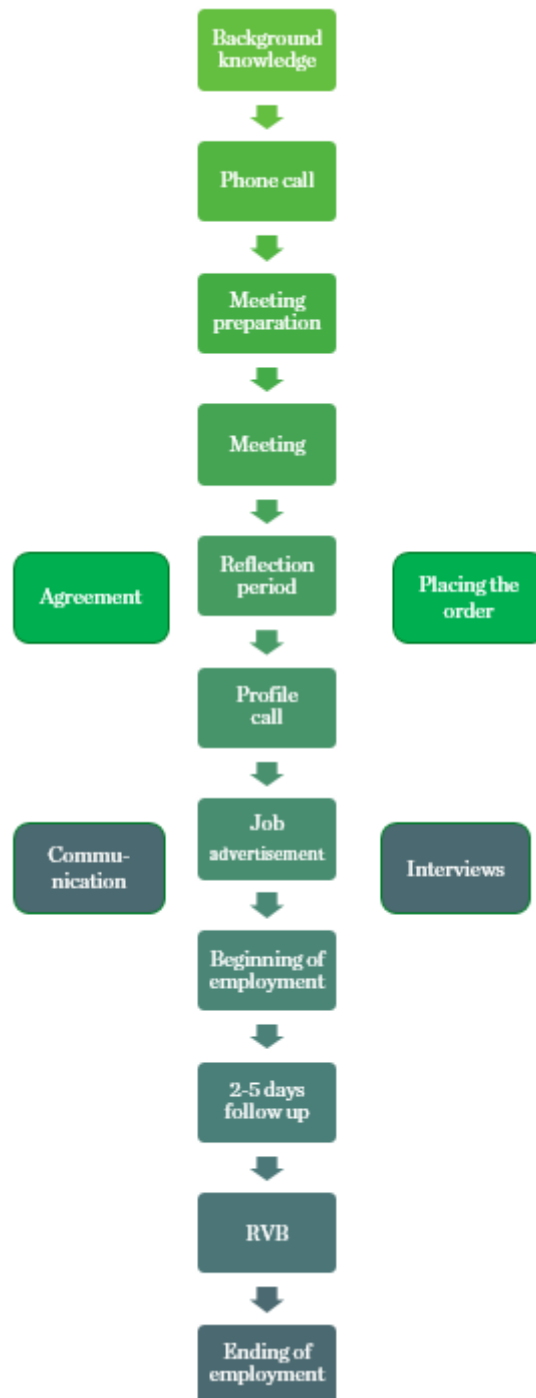 Background
knowledge
Phone call
Meeting
preparation
Meeting
Reflection
period
Agreement
Placing the
order
Profile
call
Job
advertisement
Commu-
nication
Interviews
Beginning of
employment
2-5 days
follow up
RVB
Ending of
employment